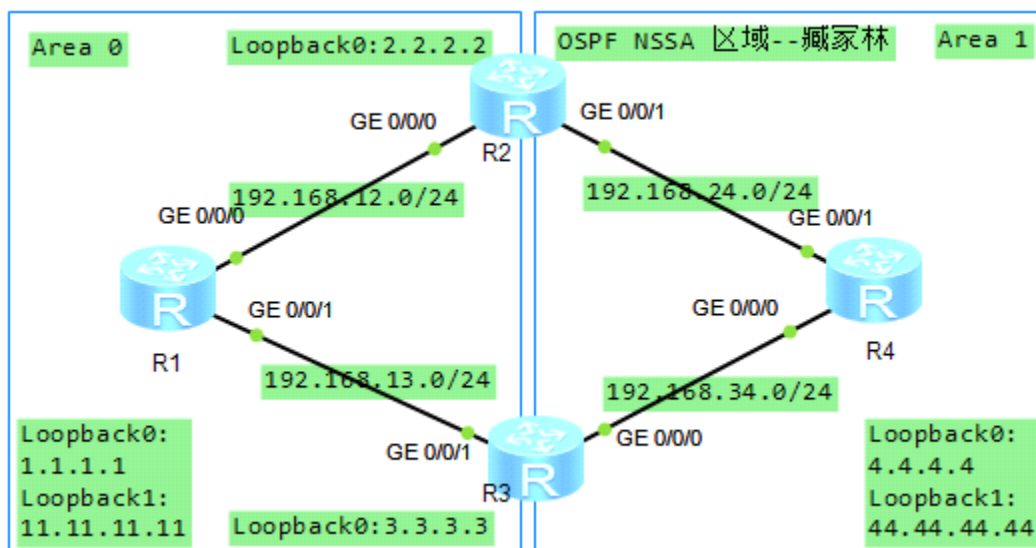 Area 0
Loopback0:2.2.2.2
OSPF NSSA 区域--臧冢林
Area 1
GE 0/0/0
R
R2
GE 0/0/1
192.168.12.0/24
192.168.24.0/24
GE 0/0/0
GE 0/0/1
R
R1
GE 0/0/1
GE 0/0/0
R
R4
192.168.13.0/24
192.168.34.0/24
GE 0/0/1
GE 0/0/0
R
R3
Loopback0:
1.1.1.1
Loopback1:
11.11.11.11
Loopback0:3.3.3.3
Loopback0:
4.4.4.4
Loopback1:
44.44.44.44